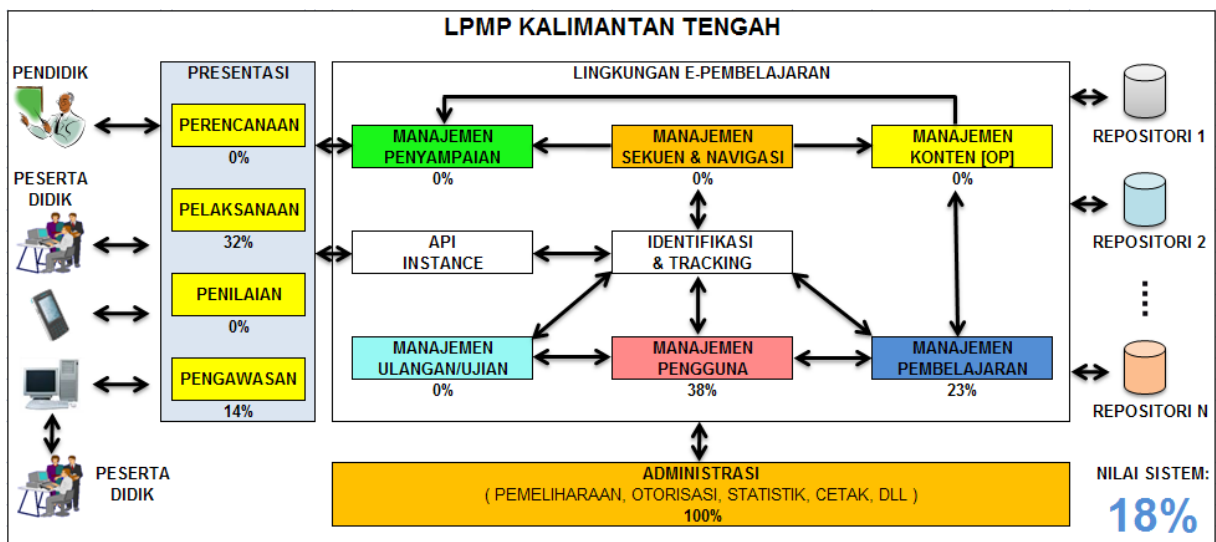 LPMP KALIMANTAN TENGAH
PENDIDIK
PESERTA
DIDIK
PESERTA
DIDIK
PRESENTASI
PERENCANAAN
0%
PELAKSANAAN
32%
PENILAIAN
0%
PENGAWASAN
14%
LINGKUNGAN E-PEMBELAJARAN
MANAJEMEN
PENYAMPAIAN
0%
MANAJEMEN
SEKUEN & NAVIGASI
0%
MANAJEMEN
KONTEN [OP]
0%
API
INSTANCE
IDENTIFIKASI
& TRACKING
MANAJEMEN
ULANGAN/UJIAN
0%
MANAJEMEN
PENGGUNA
38%
MANAJEMEN
PEMBELAJARAN
23%
REPOSITORI 1
REPOSITORI 2
REPOSITORI N
ADMINISTRASI
( PEMELIHARAAN, OTORISASI, STATISTIK, CETAK, DLL )
100%
NILAI SISTEM:
18%